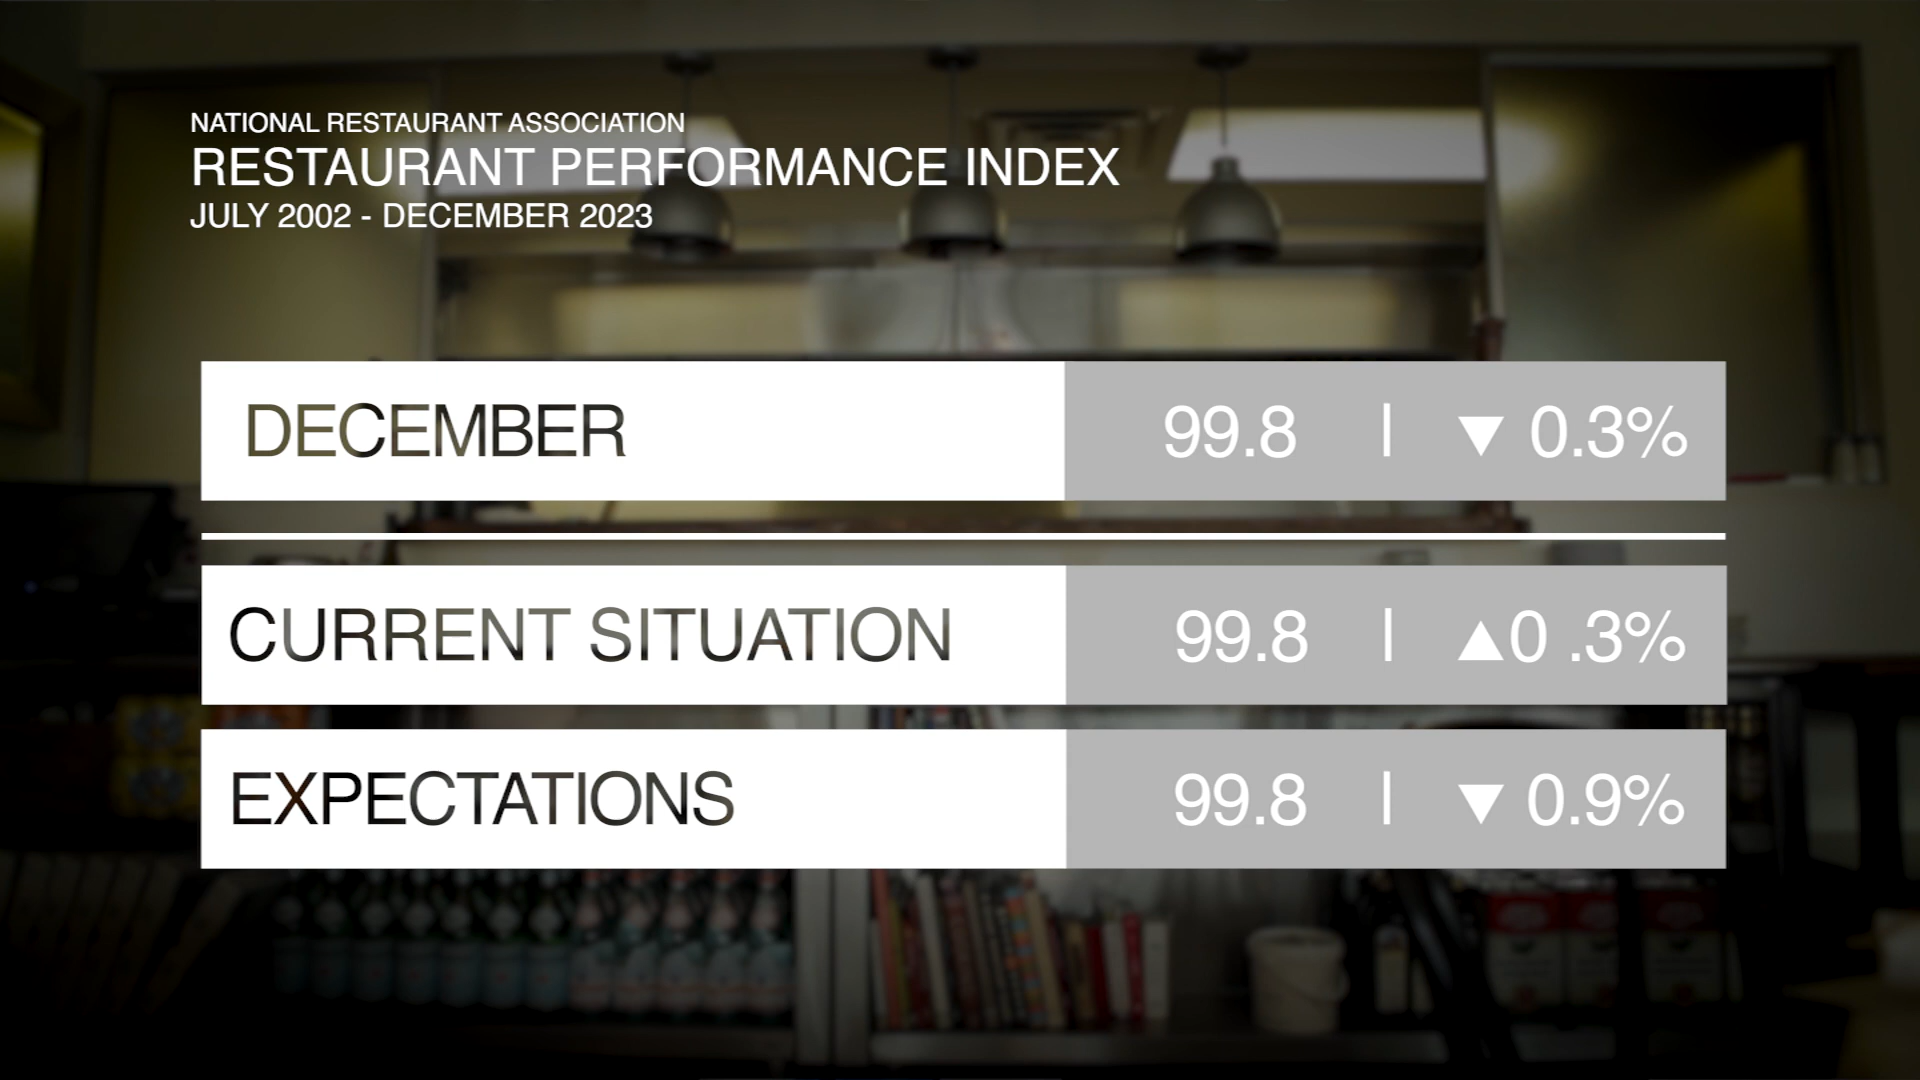 NATIONAL RESTAURANT ASSOCIATION
RESTAURANT PERFORMANCE INDEX
JULY 2002 - DECEMBER 2023
DECEMBER 99.8 | ▼ 0.3%
CURRENT SITUATION 99.8 | ▲0 .3%
EXPECTATIONS 99.8 | ▼ 0.9%